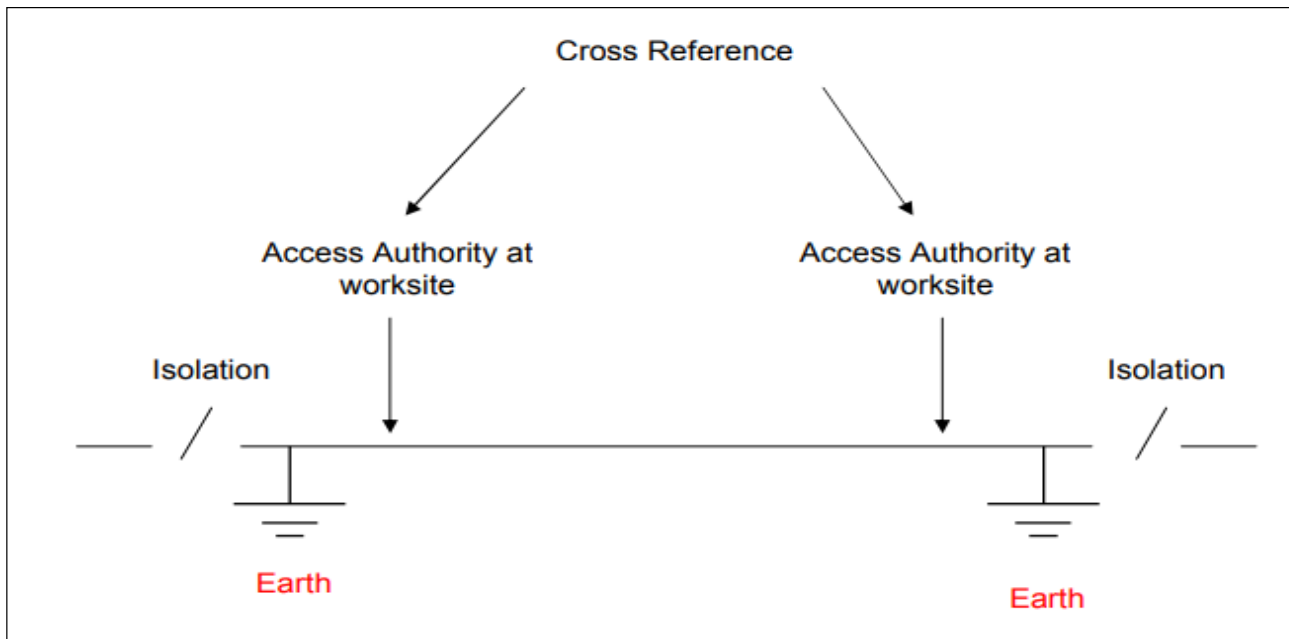 Cross Reference
Access Authority at
worksite
Access Authority at
worksite
Isolation
Isolation
Earth
Earth